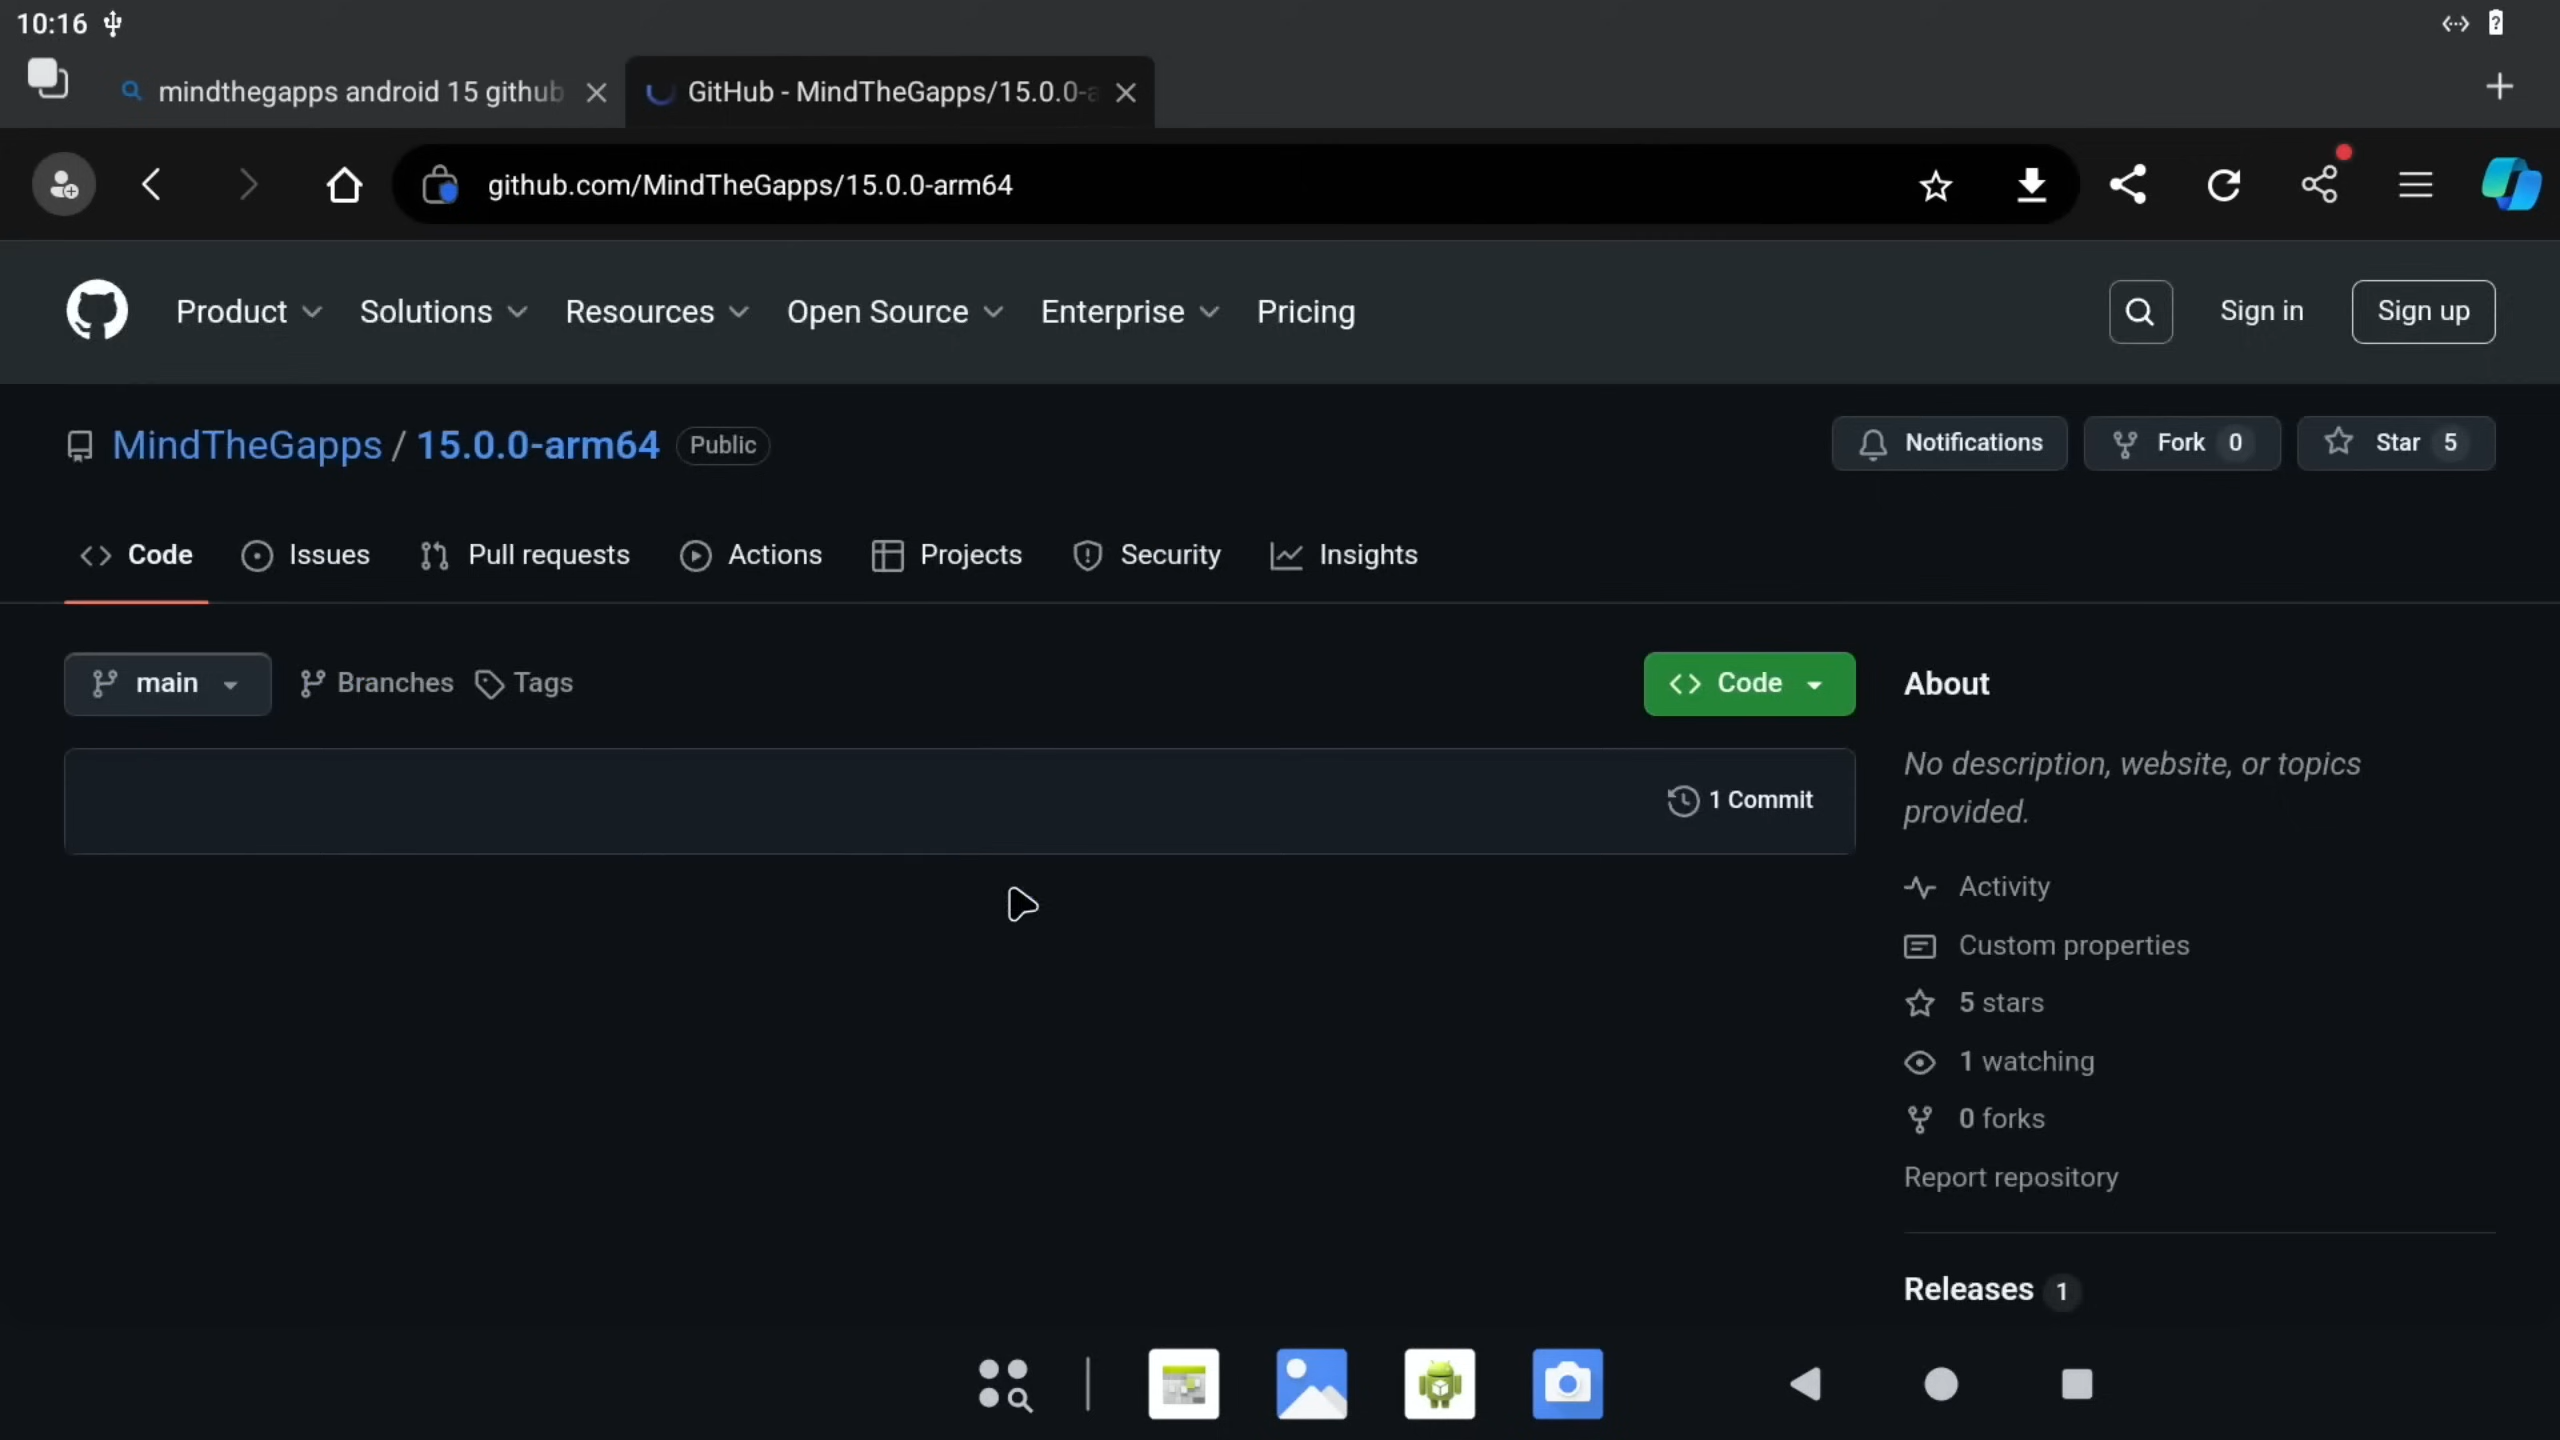 10:16
mindthegapps android 15 github
GitHub - MindTheGapps/15.0.0-a
github.com/MindTheGapps/15.0.0-arm64
Product Solutions Resources Open Source Enterprise Pricing Sign in Sign up
MindTheGapps / 15.0.0-arm64 Public Notifications Fork 0 Star 5
Code Issues Pull requests Actions Projects Security Insights
main Branches Tags Code About
1 Commit
No description, website, or topics
provided.
Activity
Custom properties
5 stars
1 watching
0 forks
Report repository
Releases 1